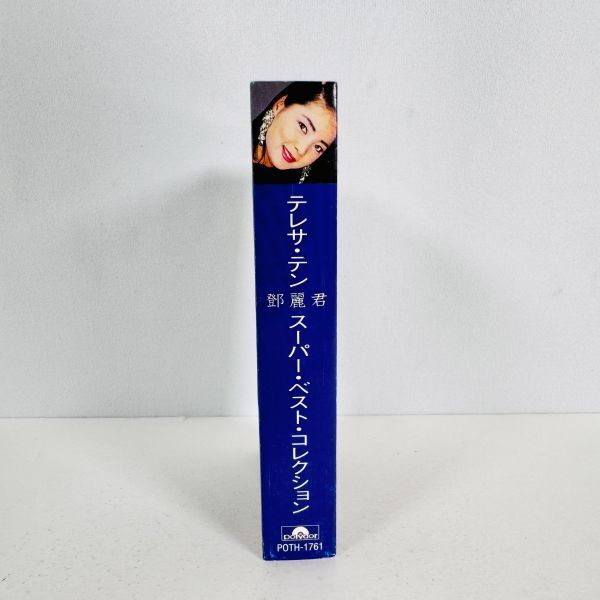 テレサ・テン
鄧麗君
スーパー・ベスト・コレクション
polydor
POTH-1761